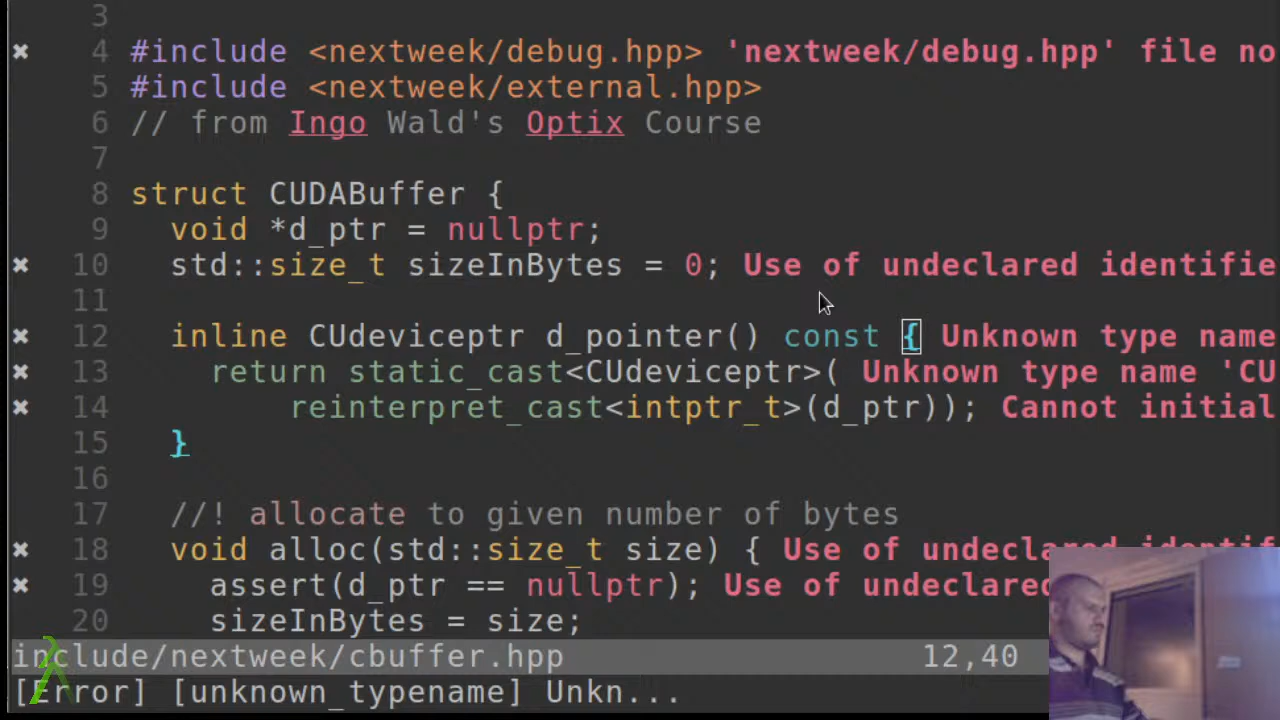 3
✖ 4 #include <nextweek/debug.hpp> 'nextweek/debug.hpp' file no
5 #include <nextweek/external.hpp>
6 // from Ingo Wald's Optix Course
7
8 struct CUDABuffer {
9 void *d_ptr = nullptr;
✖ 10 std::size_t sizeInBytes = 0; Use of undeclared identifie
11
✖ 12 inline CUdeviceptr d_pointer() const { Unknown type name
✖ 13 return static_cast<CUdeviceptr>( Unknown type name 'CU
✖ 14 reinterpret_cast<intptr_t>(d_ptr)); Cannot initial
15 }
16
17 //! allocate to given number of bytes
✖ 18 void alloc(std::size_t size) { Use of undeclared identif
✖ 19 assert(d_ptr == nullptr); Use of undeclared
20 sizeInBytes = size;
include/nextweek/cbuffer.hpp 12,40
[Error] [unknown_typename] Unkn...